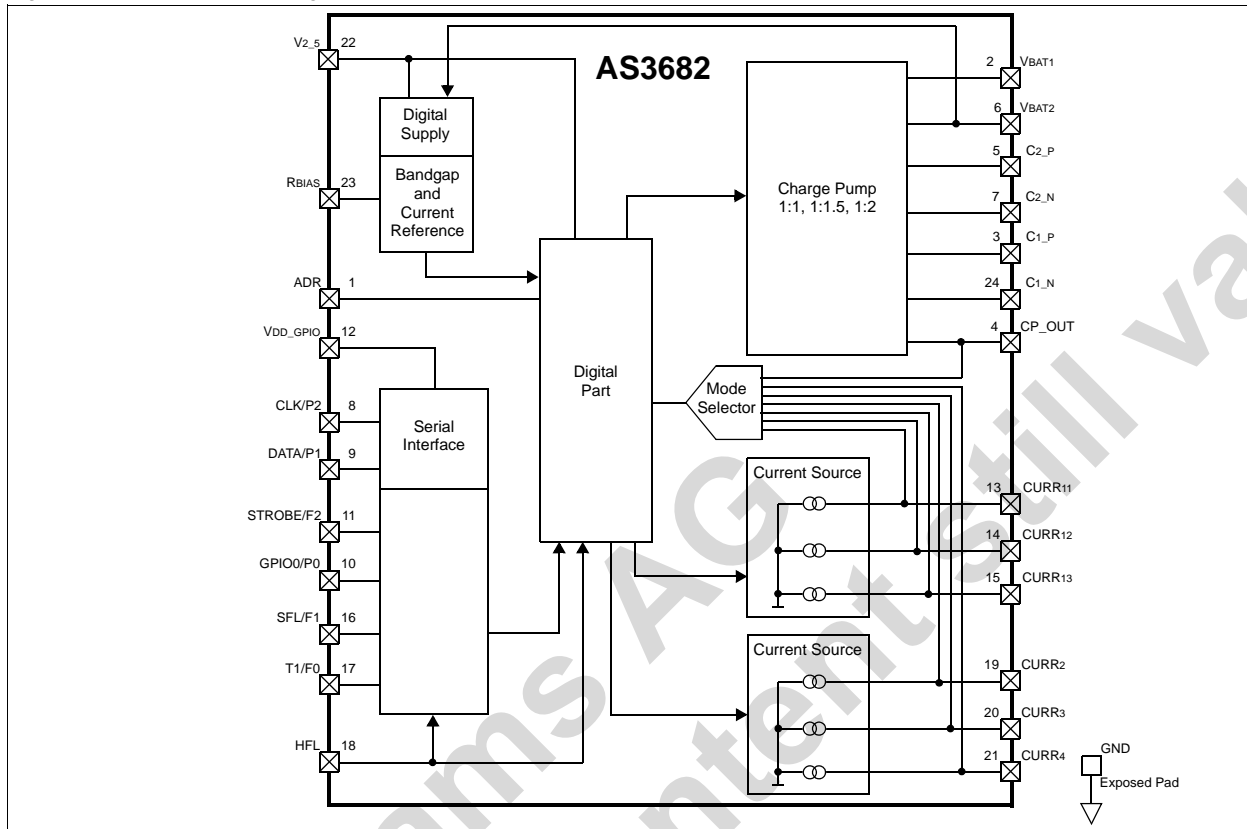 AS3682
V2_5 22
Digital
Supply
RBIAS 23
Bandgap
and
Current
Reference
ADR 1
VDD_GPIO 12
CLK/P2 8
DATA/P1 9
STROBE/F2 11
GPIO0/P0 10
SFL/F1 16
T1/F0 17
HFL 18
Serial
Interface
Digital
Part
Charge Pump
1:1, 1:1.5, 1:2
Mode
Selector
Current Source
Current Source
2 VBAT1
6 VBAT2
5 C2_P
7 C2_N
3 C1_P
24 C1_N
4 CP_OUT
13 CURR11
14 CURR12
15 CURR13
19 CURR2
20 CURR3
21 CURR4
GND
Exposed Pad
ams AG
still